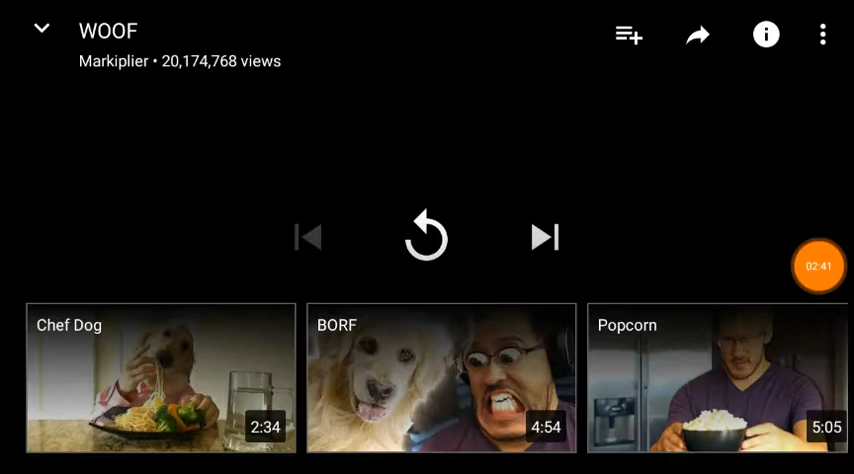 WOOF
Markiplier • 20,174,768 views
02:41
Chef Dog
BORF
Popcorn
2:34
4:54
5:05